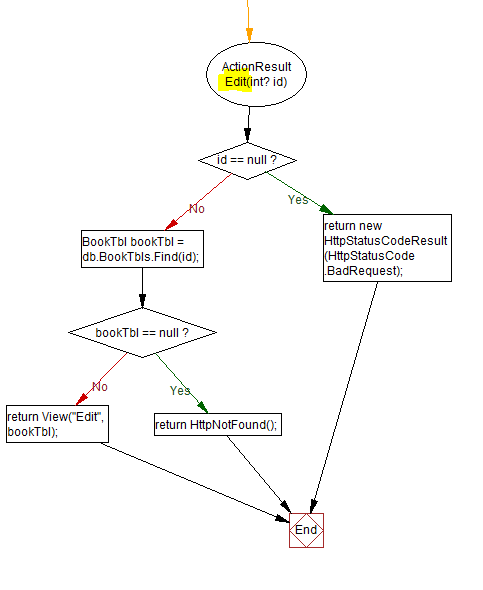 ActionResult
Edit(int? id)
id == null ?
No
Yes
BookTbl bookTbl =
db.BookTbls.Find(id);
return new
HttpStatusCodeResult
(HttpStatusCode
.BadRequest);
bookTbl == null ?
No
Yes
return View("Edit",
bookTbl);
return HttpNotFound();
End